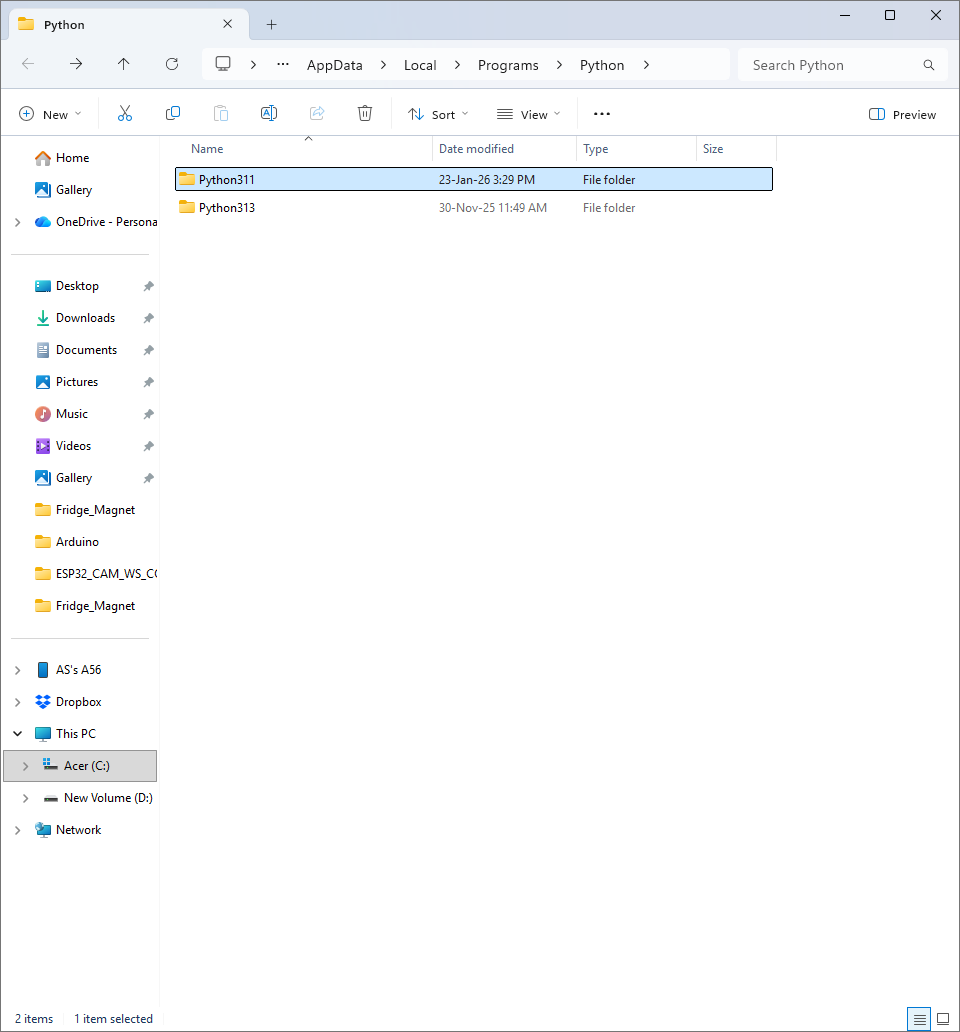 Python
AppData Local Programs Python
Search Python
New
Sort
View
Preview
Name Date modified Type Size
Python311 23-Jan-26 3:29 PM File folder
Python313 30-Nov-25 11:49 AM File folder
Home
Gallery
OneDrive - Persona
Desktop
Downloads
Documents
Pictures
Music
Videos
Gallery
Fridge_Magnet
Arduino
ESP32_CAM_WS_CO
Fridge_Magnet
AS's A56
Dropbox
This PC
Acer (C:)
New Volume (D:)
Network
2 items 1 item selected